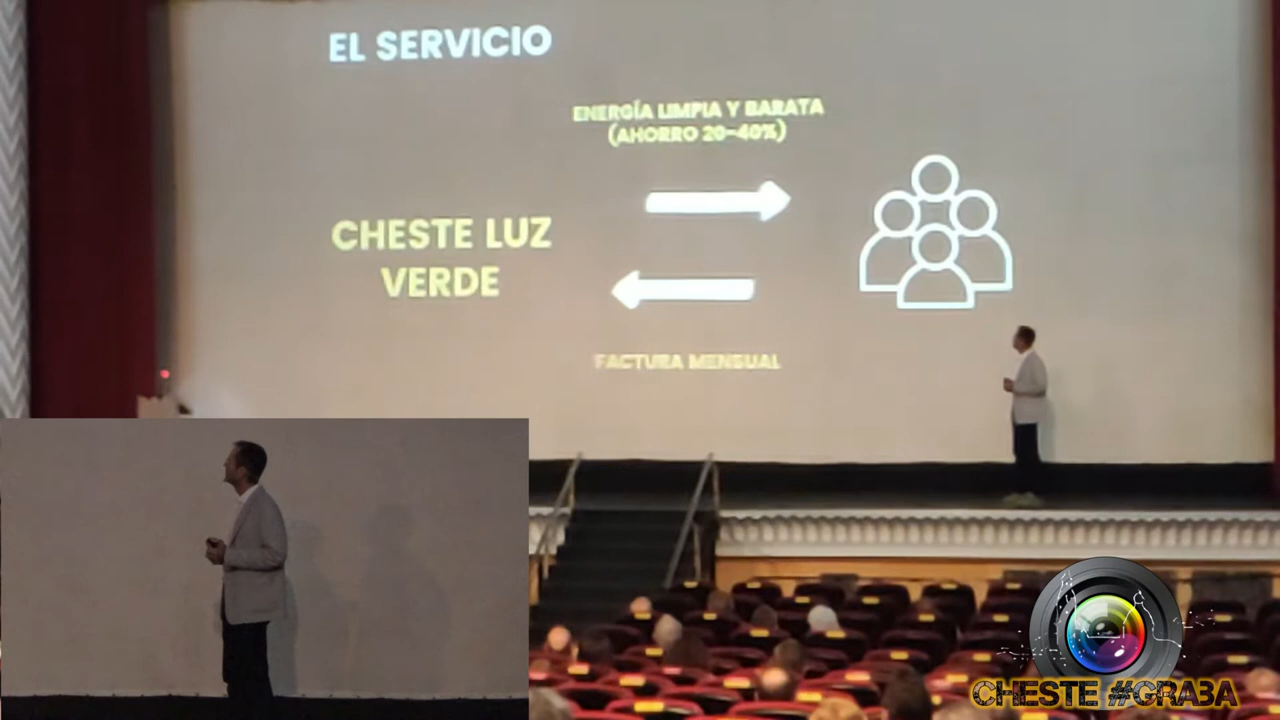 EL SERVICIO
ENERGÍA LIMPIA Y BARATA
(AHORRO 20-40%)
CHESTE LUZ
VERDE
FACTURA MENSUAL
CHESTE #GRABA